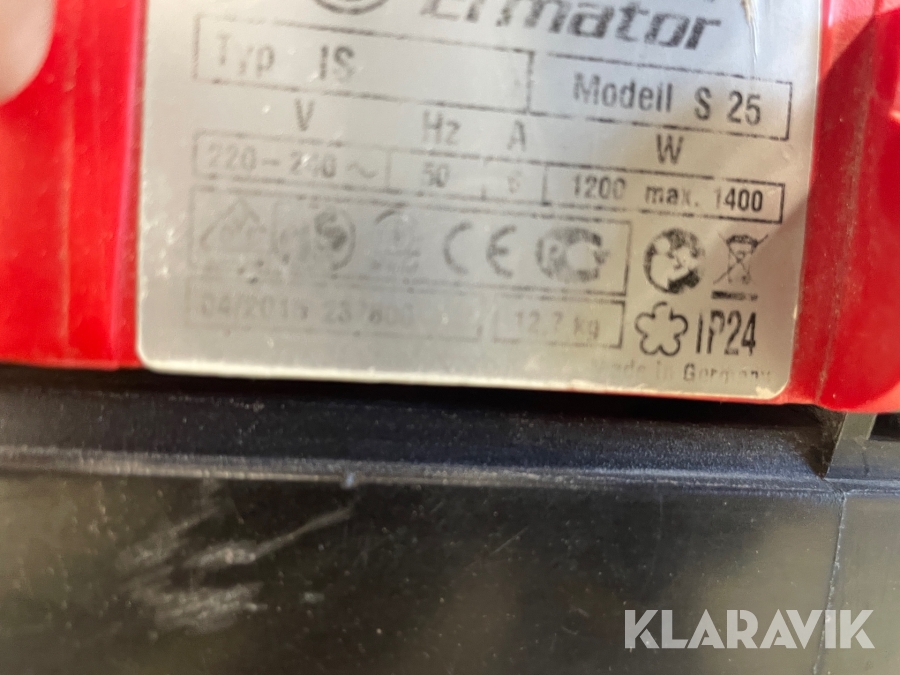 Ermator
Typ IS Modell S 25
V Hz A W
220-240 ~ 50 6 1200 max. 1400
CE
12,7 kg IP24
Made in Germany
KLARAVIK